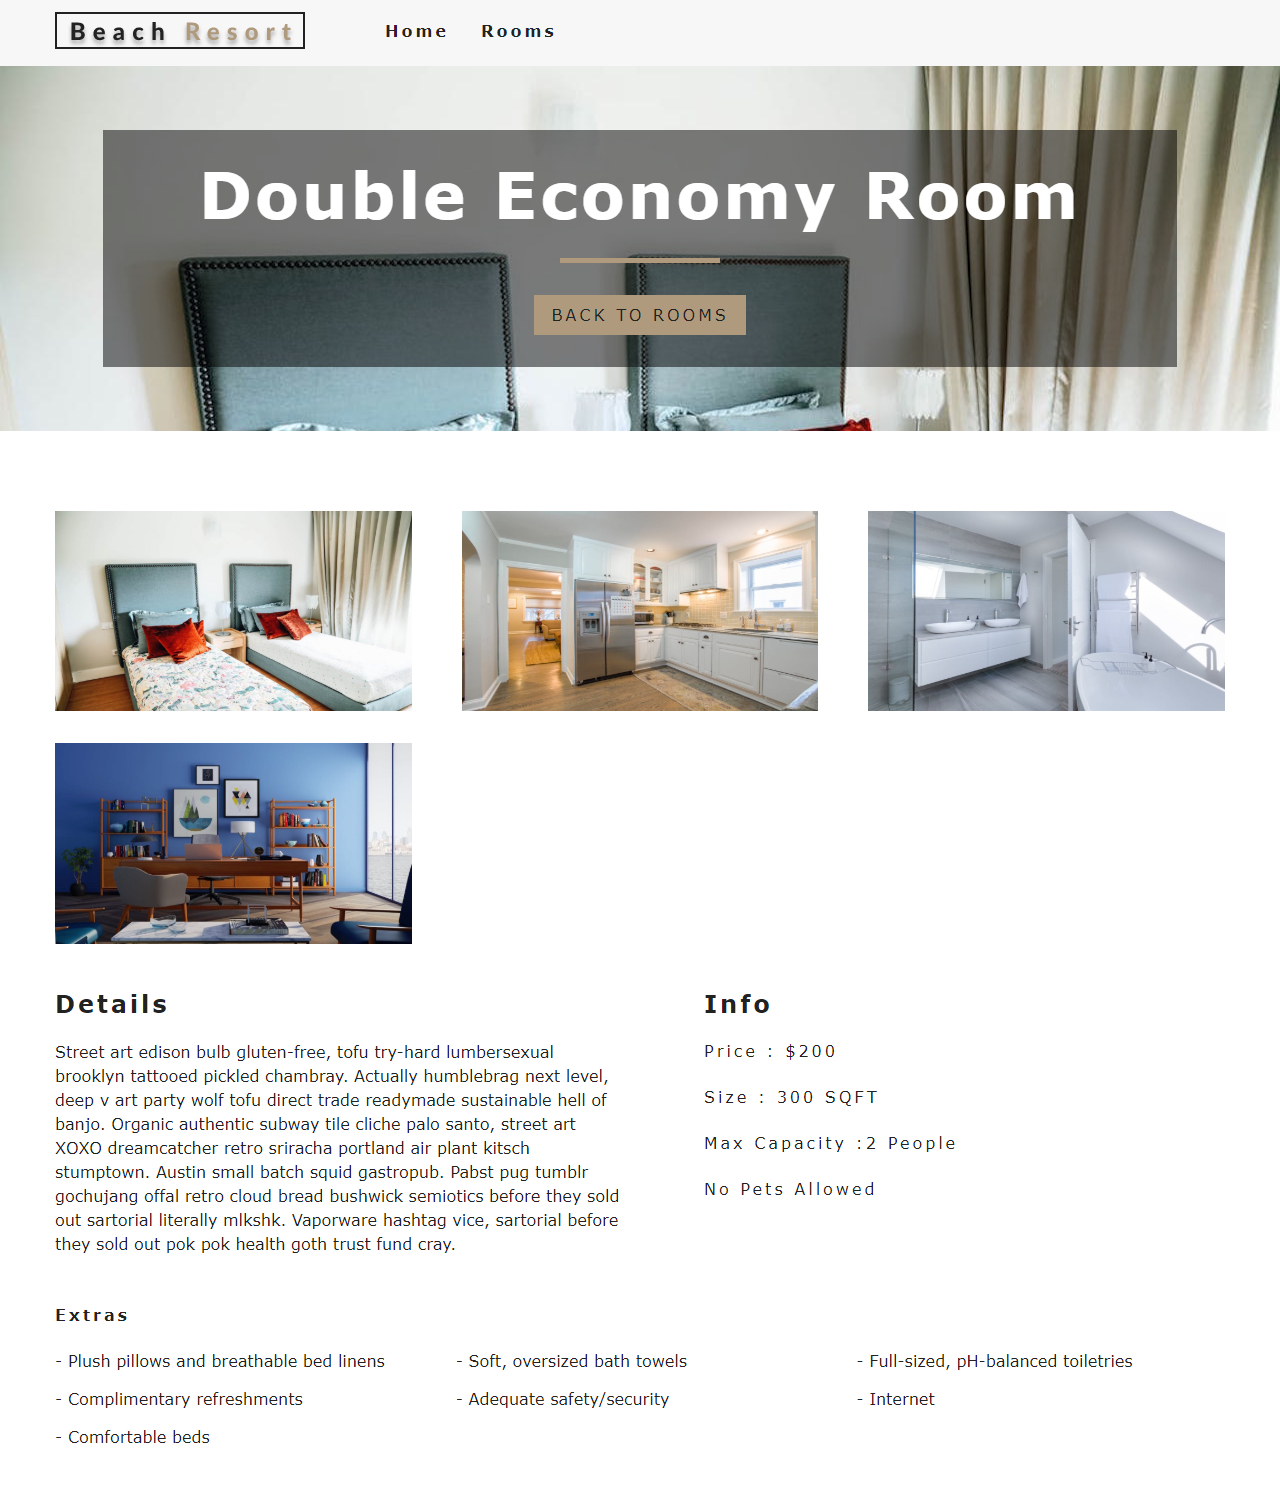 Beach Resort
Home Rooms
Double Economy Room
BACK TO ROOMS
Details
Street art edison bulb gluten-free, tofu try-hard lumbersexual
brooklyn tattooed pickled chambray. Actually humblebrag next level,
deep v art party wolf tofu direct trade readymade sustainable hell of
banjo. Organic authentic subway tile cliche palo santo, street art
XOXO dreamcatcher retro sriracha portland air plant kitsch
stumptown. Austin small batch squid gastropub. Pabst pug tumblr
gochujang offal retro cloud bread bushwick semiotics before they sold
out sartorial literally mlkshk. Vaporware hashtag vice, sartorial before
they sold out pok pok health goth trust fund cray.
Info
Price : $200
Size : 300 SQFT
Max Capacity :2 People
No Pets Allowed
Extras
- Plush pillows and breathable bed linens
- Soft, oversized bath towels
- Full-sized, pH-balanced toiletries
- Complimentary refreshments
- Adequate safety/security
- Internet
- Comfortable beds